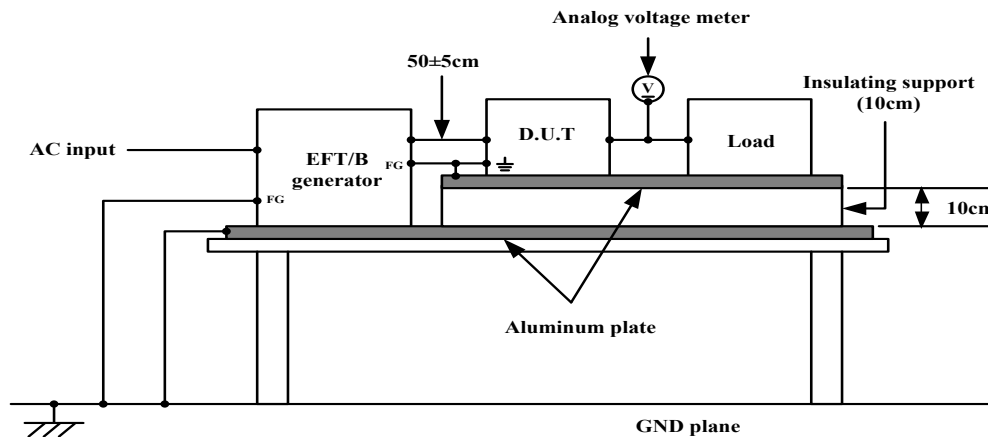 Analog voltage meter
50±5cm
Insulating support
(10cm)
V
D.U.T
Load
AC input
EFT/B
generator
FG
FG
10cm
Aluminum plate
GND plane